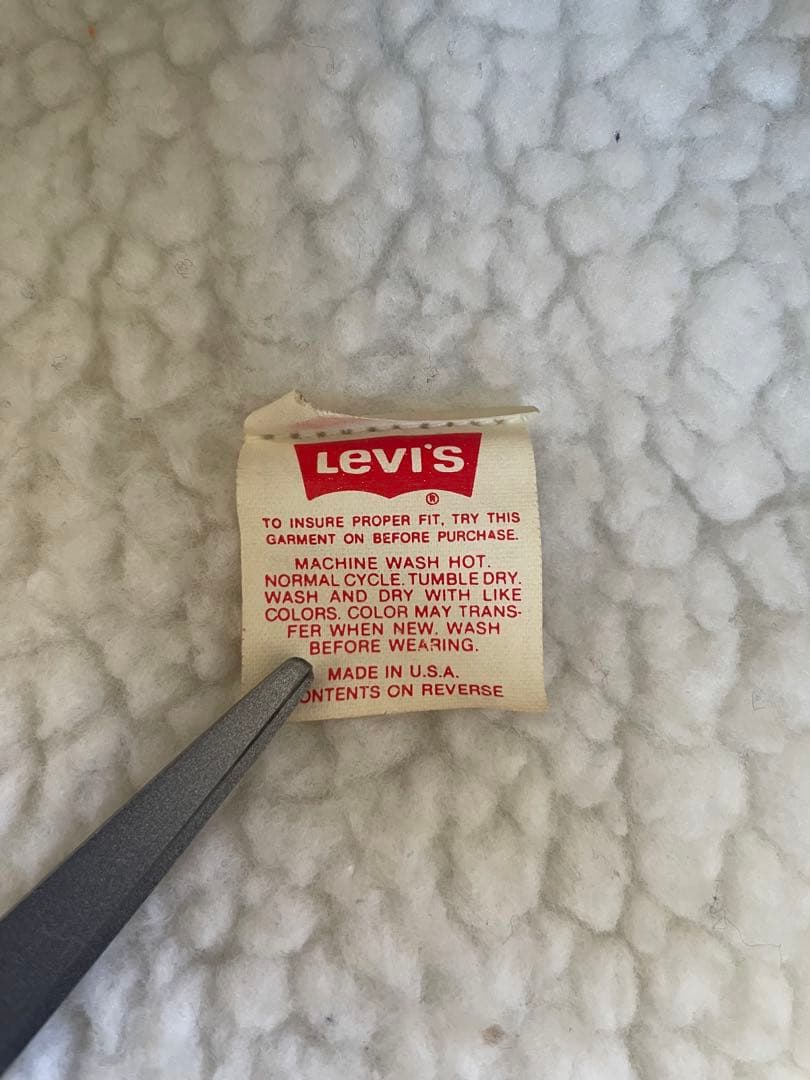 LEVI'S
®
TO INSURE PROPER FIT, TRY THIS
GARMENT ON BEFORE PURCHASE.
MACHINE WASH HOT.
NORMAL CYCLE. TUMBLE DRY.
WASH AND DRY WITH LIKE
COLORS. COLOR MAY TRANS-
FER WHEN NEW. WASH
BEFORE WEARING.
MADE IN U.S.A.
ONTENTS ON REVERSE